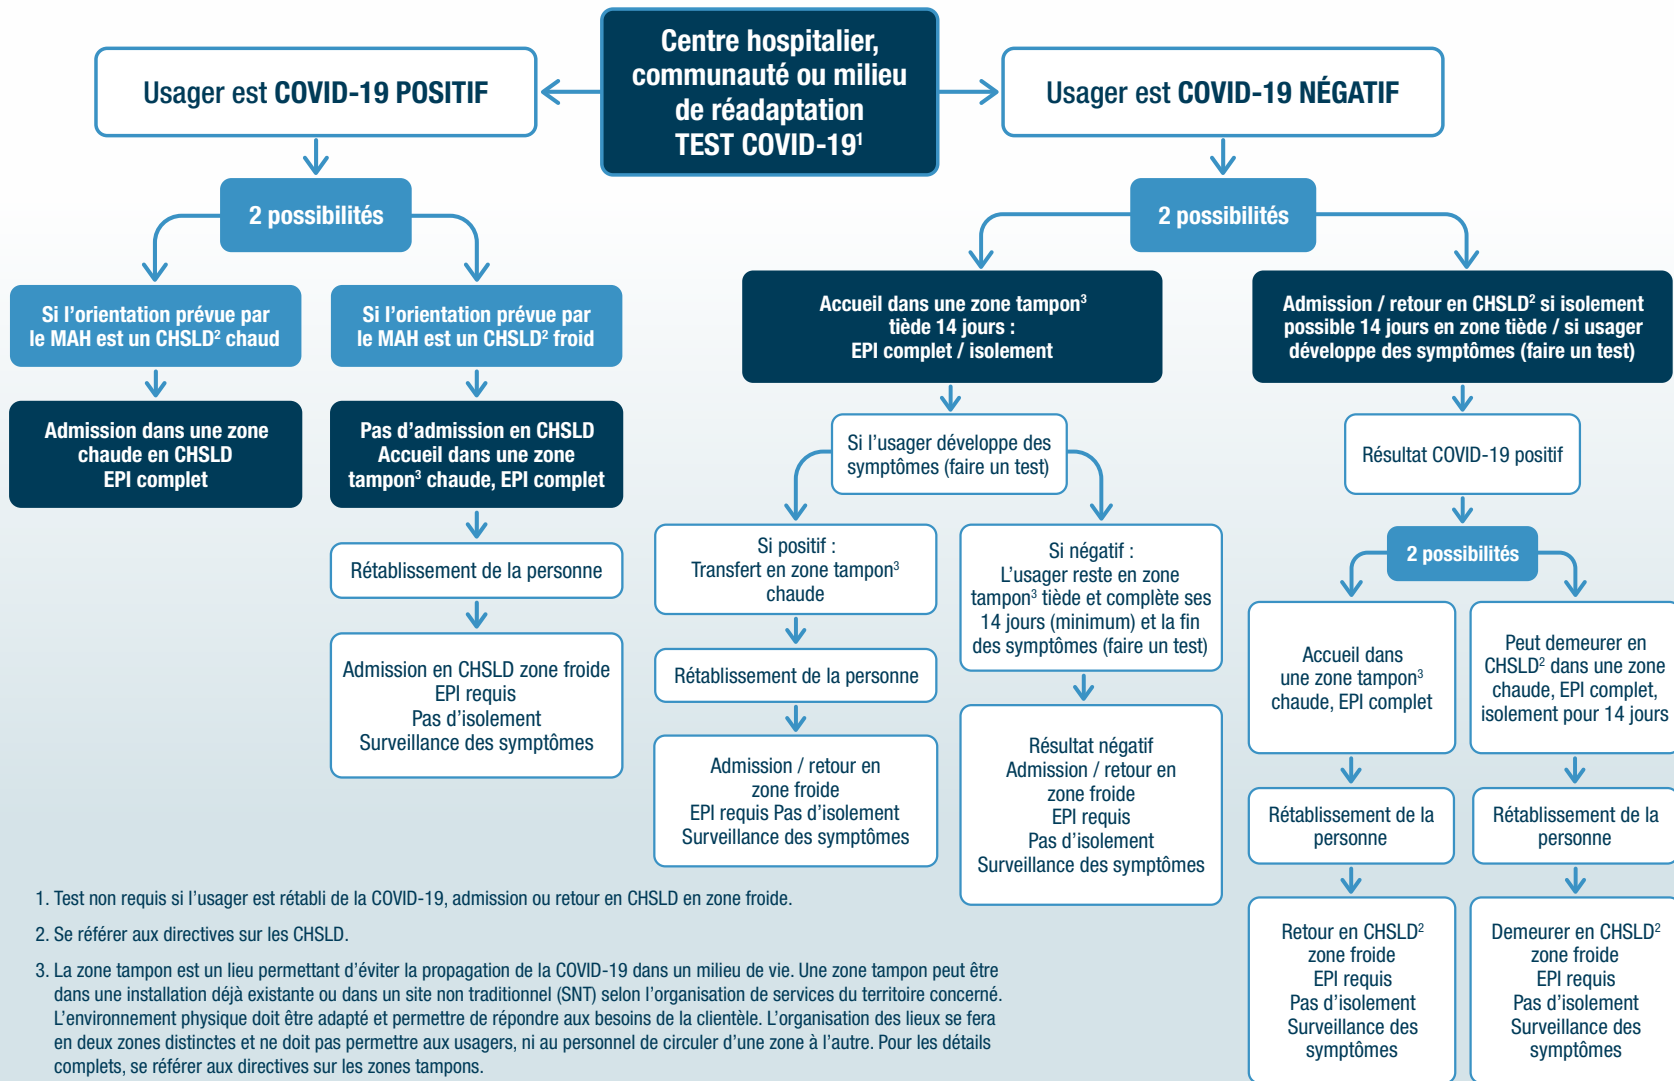 Centre hospitalier,
communauté ou milieu
de réadaptation
TEST COVID-19¹
Usager est COVID-19 POSITIF
2 possibilités
Si l’orientation prévue par
le MAH est un CHSLD² chaud
Admission dans une zone
chaude en CHSLD
EPI complet
Si l’orientation prévue par
le MAH est un CHSLD² froid
Pas d’admission en CHSLD
Accueil dans une zone
tampon³ chaude, EPI complet
Rétablissement de la personne
Admission en CHSLD zone froide
EPI requis
Pas d’isolement
Surveillance des symptômes
Usager est COVID-19 NÉGATIF
2 possibilités
Accueil dans une zone tampon³
tiède 14 jours :
EPI complet / isolement
Si l’usager développe des
symptômes (faire un test)
Si positif :
Transfert en zone tampon³
chaude
Rétablissement de la personne
Admission / retour en
zone froide
EPI requis Pas d’isolement
Surveillance des symptômes
Si négatif :
L’usager reste en zone
tampon³ tiède et complète ses
14 jours (minimum) et la fin
des symptômes (faire un test)
Résultat négatif
Admission / retour en
zone froide
EPI requis
Pas d’isolement
Surveillance des symptômes
Admission / retour en CHSLD² si isolement
possible 14 jours en zone tiède / si usager
développe des symptômes (faire un test)
Résultat COVID-19 positif
2 possibilités
Accueil dans
une zone tampon³
chaude, EPI complet
Rétablissement de la
personne
Retour en CHSLD²
zone froide
EPI requis
Pas d’isolement
Surveillance des
symptômes
Peut demeurer en
CHSLD² dans une zone
chaude, EPI complet,
isolement pour 14 jours
Rétablissement de la
personne
Demeurer en CHSLD²
zone froide
EPI requis
Pas d’isolement
Surveillance des
symptômes
1. Test non requis si l’usager est rétabli de la COVID-19, admission ou retour en CHSLD en zone froide.
2. Se référer aux directives sur les CHSLD.
3. La zone tampon est un lieu permettant d’éviter la propagation de la COVID-19 dans un milieu de vie. Une zone tampon peut être
dans une installation déjà existante ou dans un site non traditionnel (SNT) selon l’organisation de services du territoire concerné.
L’environnement physique doit être adapté et permettre de répondre aux besoins de la clientèle. L’organisation des lieux se fera
en deux zones distinctes et ne doit pas permettre aux usagers, ni au personnel de circuler d’une zone à l’autre. Pour les détails
complets, se référer aux directives sur les zones tampons.